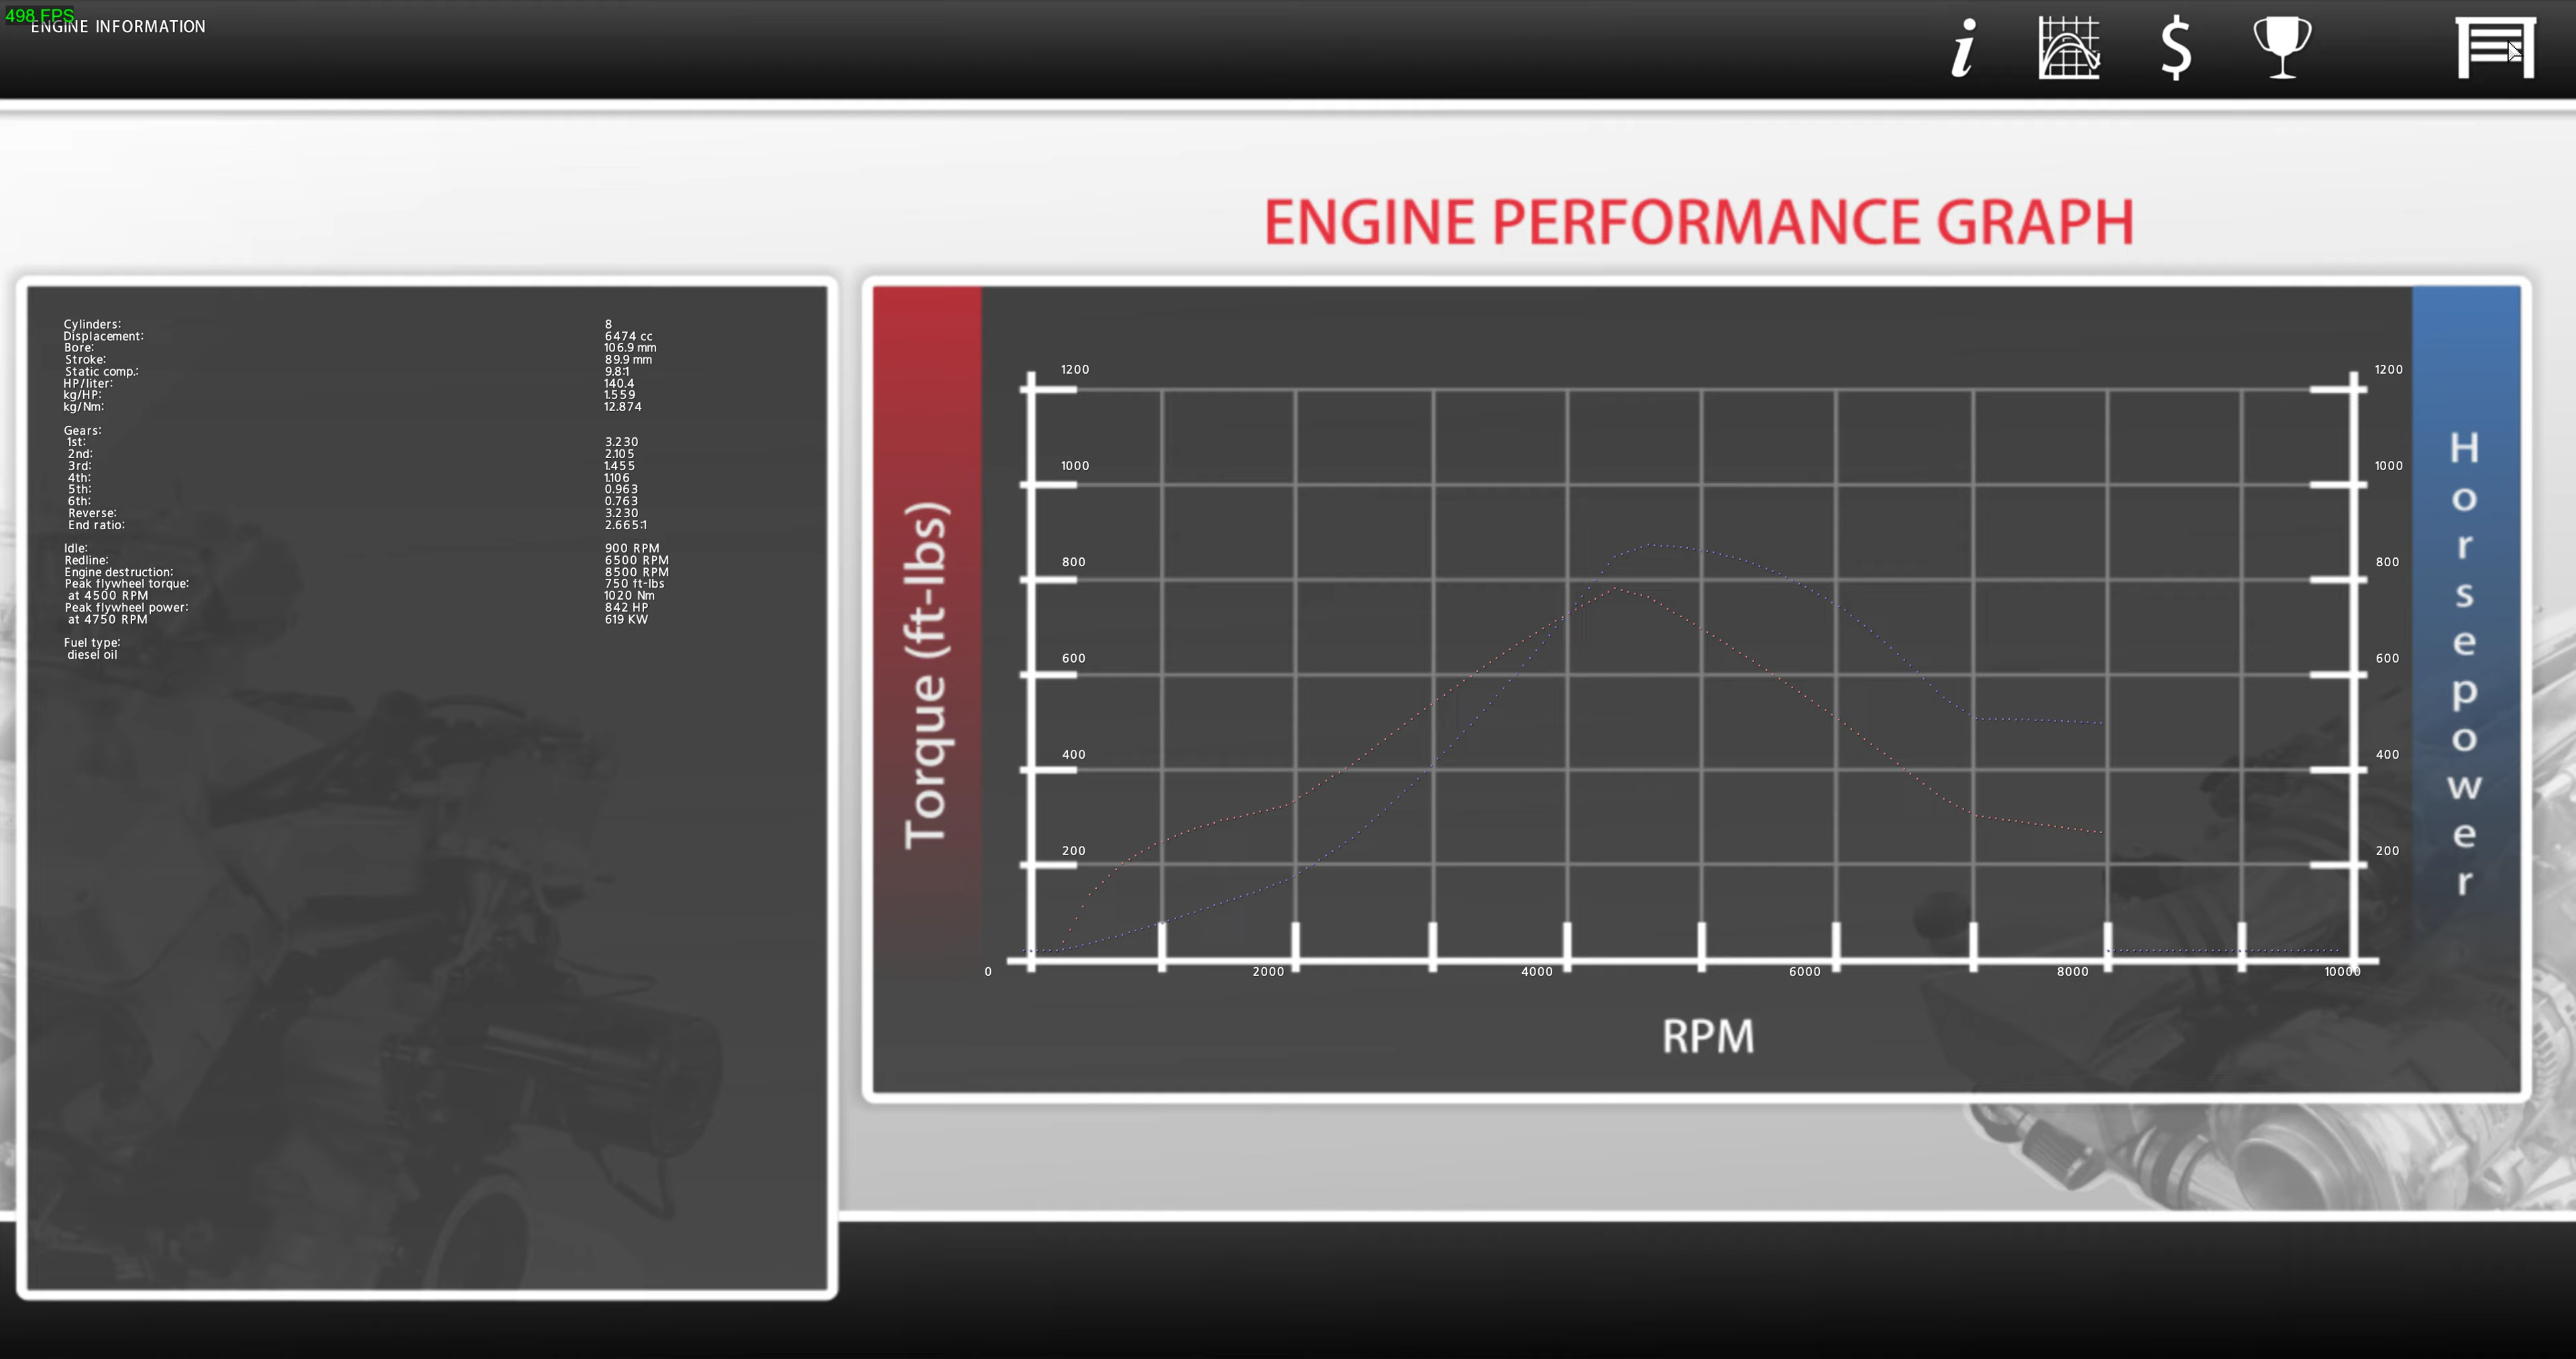 498 FPS
ENGINE INFORMATION
ENGINE PERFORMANCE GRAPH
Cylinders: 8
Displacement: 6474 cc
Bore: 106.9 mm
Stroke: 89.9 mm
Static comp.: 9.8:1
HP/liter: 140.4
kg/HP: 1.559
kg/Nm: 12.874
Gears:
1st: 3.230
2nd: 2.105
3rd: 1.455
4th: 1.106
5th: 0.963
6th: 0.763
Reverse: 3.230
End ratio: 2.665:1
Idle: 900 RPM
Redline: 6500 RPM
Engine destruction: 8500 RPM
Peak flywheel torque: 750 ft-lbs
at 4500 RPM 1020 Nm
Peak flywheel power: 842 HP
at 4750 RPM 619 KW
Fuel type:
diesel oil
Torque (ft-lbs)
1200
1000
800
600
400
200
1200
1000
800
600
400
200
Horsepower
0 2000 4000 6000 8000 10000
RPM